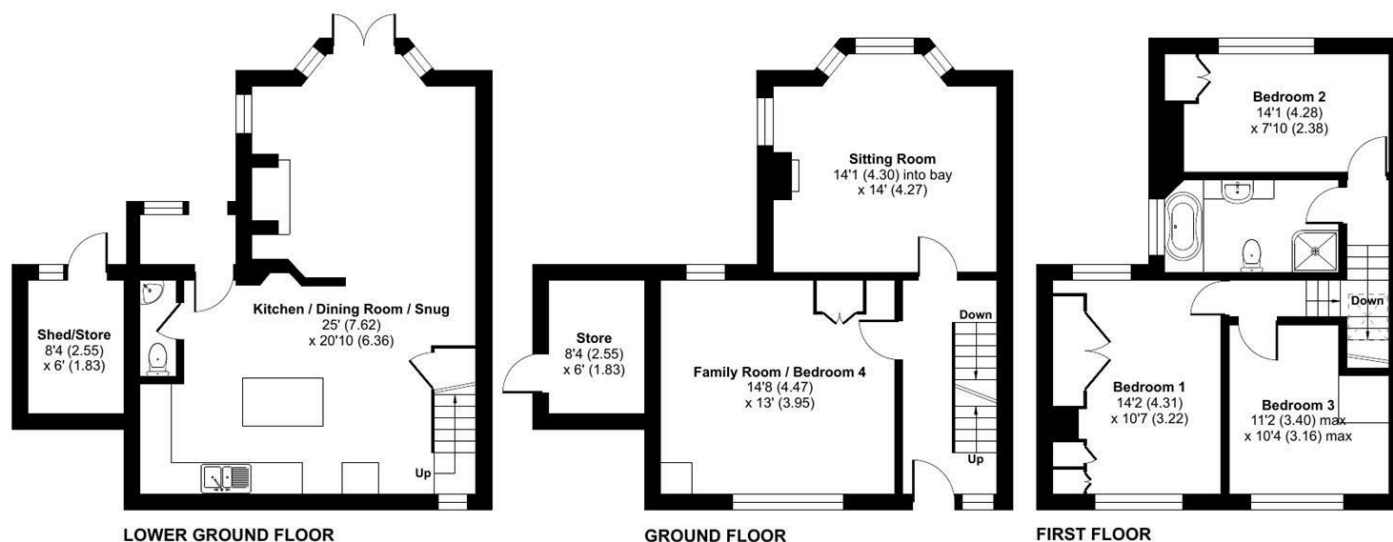 Kitchen / Dining Room / Snug
25' (7.62)
x 20'10 (6.36)
Shed/Store
8'4 (2.55)
x 6' (1.83)
Up
LOWER GROUND FLOOR
Sitting Room
14'1 (4.30) into bay
x 14' (4.27)
Store
8'4 (2.55)
x 6' (1.83)
Family Room / Bedroom 4
14'8 (4.47)
x 13' (3.95)
Down
Up
GROUND FLOOR
Bedroom 2
14'1 (4.28)
x 7'10 (2.38)
Down
Bedroom 1
14'2 (4.31)
x 10'7 (3.22)
Bedroom 3
11'2 (3.40) max
x 10'4 (3.16) max
FIRST FLOOR